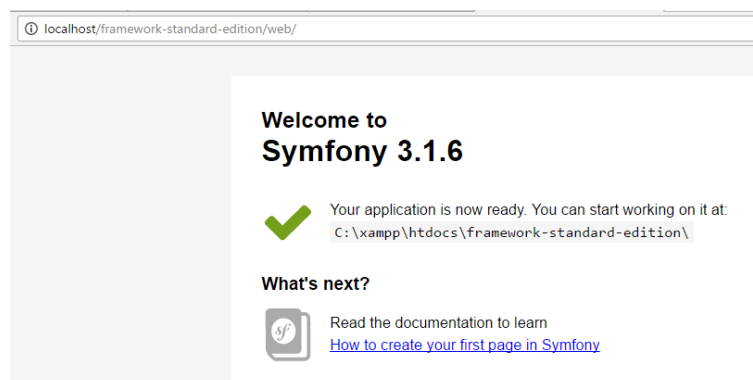 localhost/framework-standard-edition/web/
Welcome to
Symfony 3.1.6
Your application is now ready. You can start working on it at:
C:\xampp\htdocs\framework-standard-edition\
What's next?
sf
Read the documentation to learn
How to create your first page in Symfony